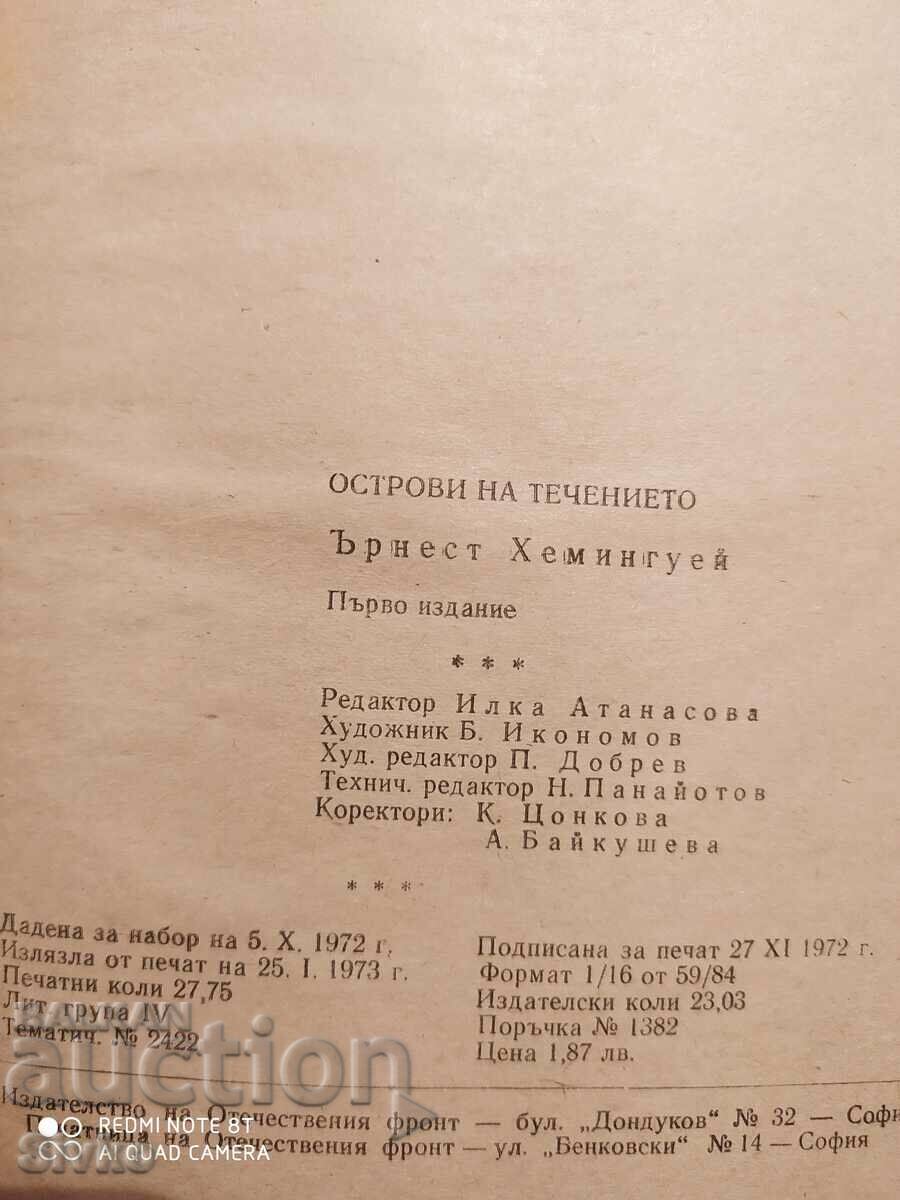 ОСТРОВИ НА ТЕЧЕНИЕТО
Ърнест Хемингуей
Първо издание
* * *
Редактор Илка Атанасова
Художник Б. Икономов
Худ. редактор П. Добрев
Технич. редактор Н. Панайотов
Коректори: К. Цонкова
А. Байкушева
* * *
Дадена за набор на 5. X. 1972 г.
Излязла от печат на 25. I. 1973 г.
Печатни коли 27,75
Лит. група IV
Тематич. № 2422
Подписана за печат 27 XI 1972 г.
Формат 1/16 от 59/84
Издателски коли 23,03
Поръчка № 1382
Цена 1,87 лв.
BALKAN
auction
Издателство на Отечествения фронт — бул. „Дондуков“ № 32 — Софи
Печатница на Отечествения фронт — ул. „Бенковски“ № 14 — София
REDMI NOTE 8T
AI QUAD CAMERA